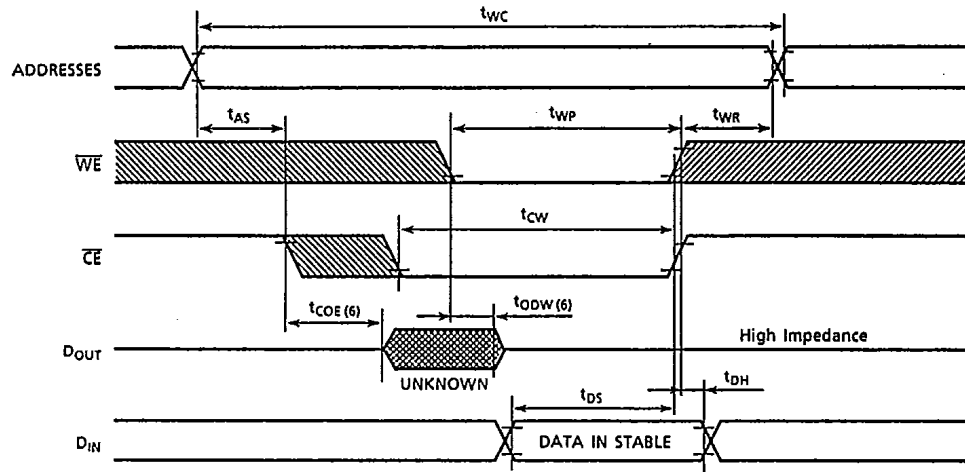 tWC
ADDRESSES
tAS
tWP
tWR
WE
tCW
CE
tCOE (6)
tODW (6)
High Impedance
DOUT
UNKNOWN
tDH
tDS
DIN
DATA IN STABLE